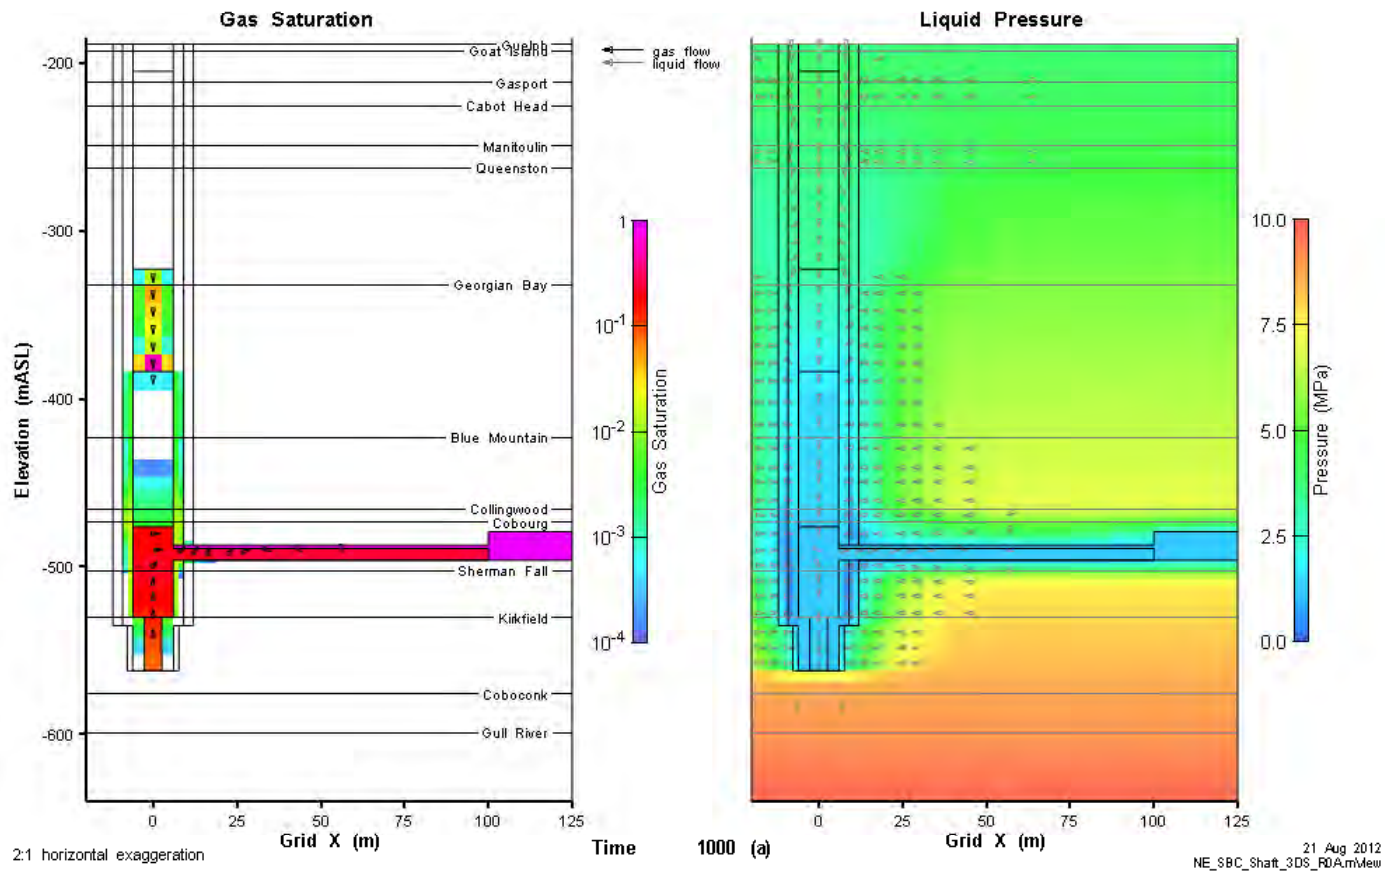 Gas Saturation
Liquid Pressure
Guelph
Goat Island
gas flow
liquid flow
-200
Gasport
Cabot Head
Manitoulin
Queenston
-300
Georgian Bay
-400
Blue Mountain
Collingwood
Cobourg
-500
Sherman Fall
Kirkfield
Coboconk
-600
Gull River
Elevation (mASL)
1
10-1
10-2
10-3
10-4
Gas Saturation
10.0
7.5
5.0
2.5
0.0
Pressure (MPa)
0 25 50 75 100 125
Grid X (m)
0 25 50 75 100 125
Grid X (m)
Time 1000 (a)
2:1 horizontal exaggeration
21 Aug 2012
NE_SBC_Shaft_3DS_R0A.mView